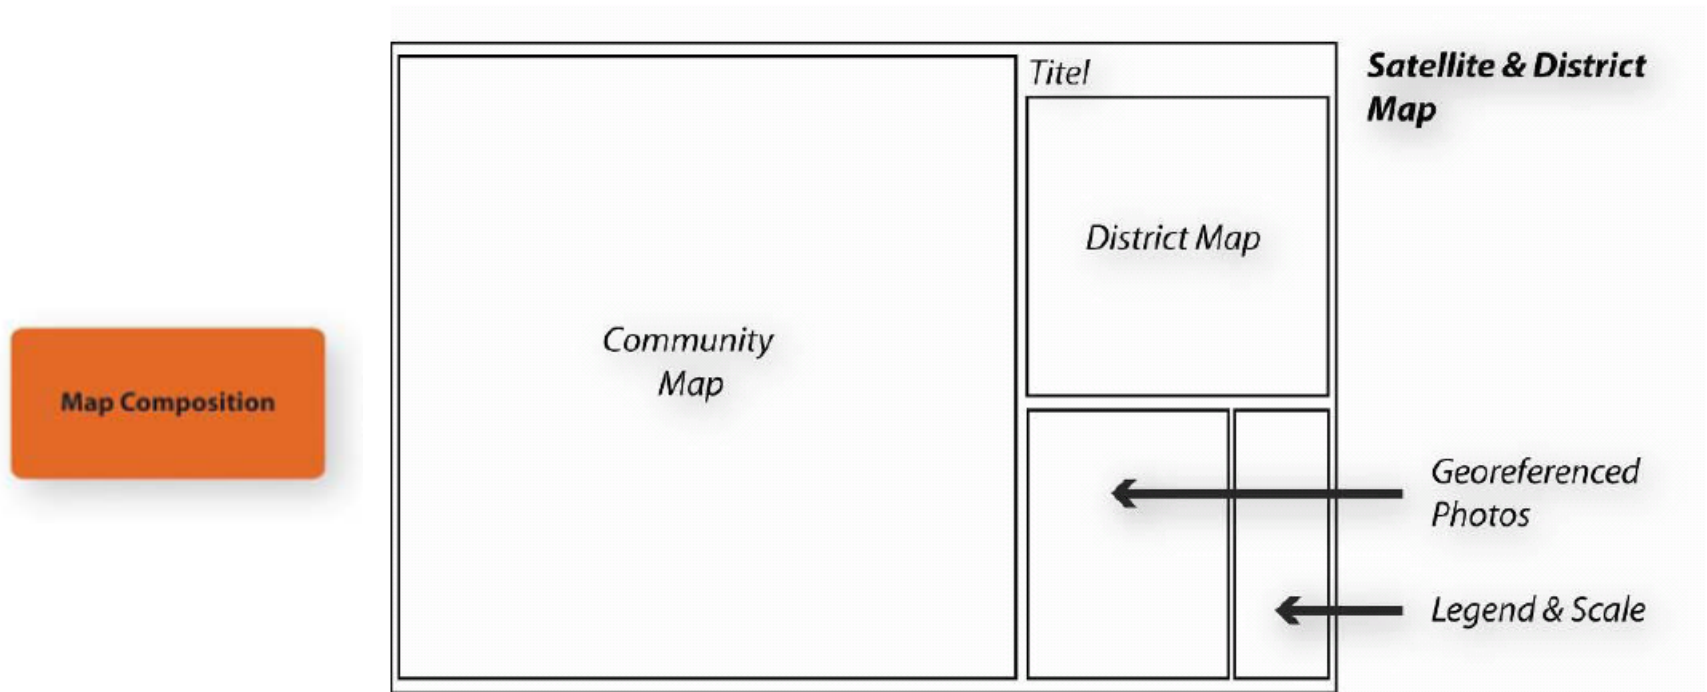 Map Composition
Community
Map
Titel
District Map
Satellite & District
Map
Georeferenced
Photos
Legend & Scale